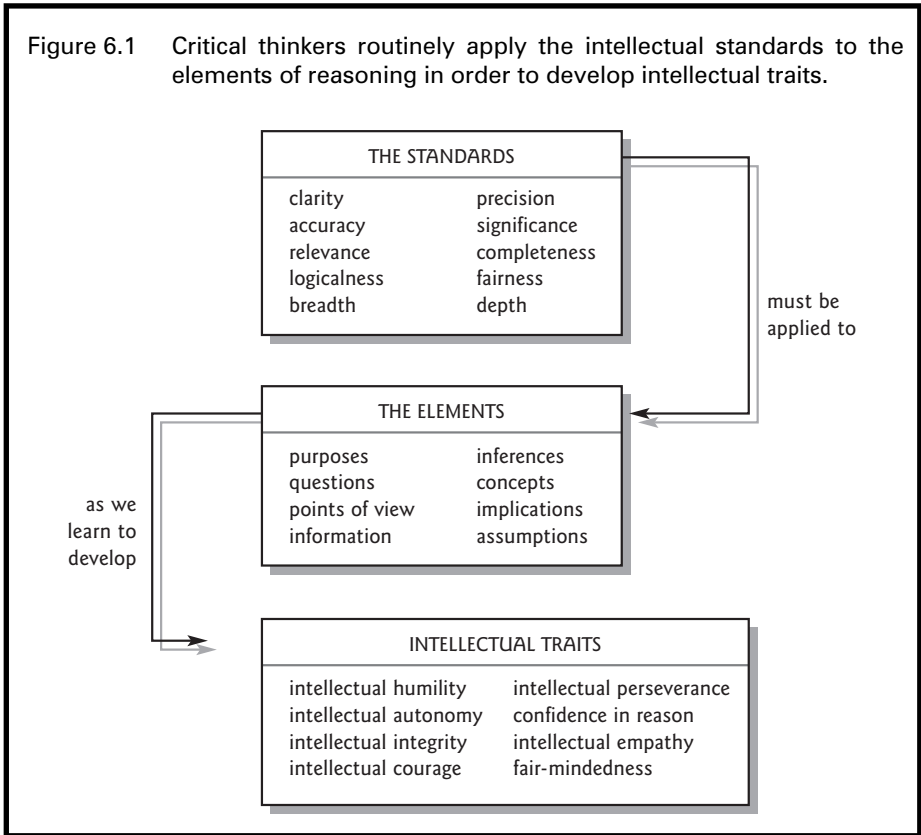 Figure 6.1 Critical thinkers routinely apply the intellectual standards to the
elements of reasoning in order to develop intellectual traits.
THE STANDARDS
clarity precision
accuracy significance
relevance completeness
logicalness fairness
breadth depth
must be
applied to
THE ELEMENTS
purposes inferences
questions concepts
points of view implications
information assumptions
as we
learn to
develop
INTELLECTUAL TRAITS
intellectual humility intellectual perseverance
intellectual autonomy confidence in reason
intellectual integrity intellectual empathy
intellectual courage fair-mindedness